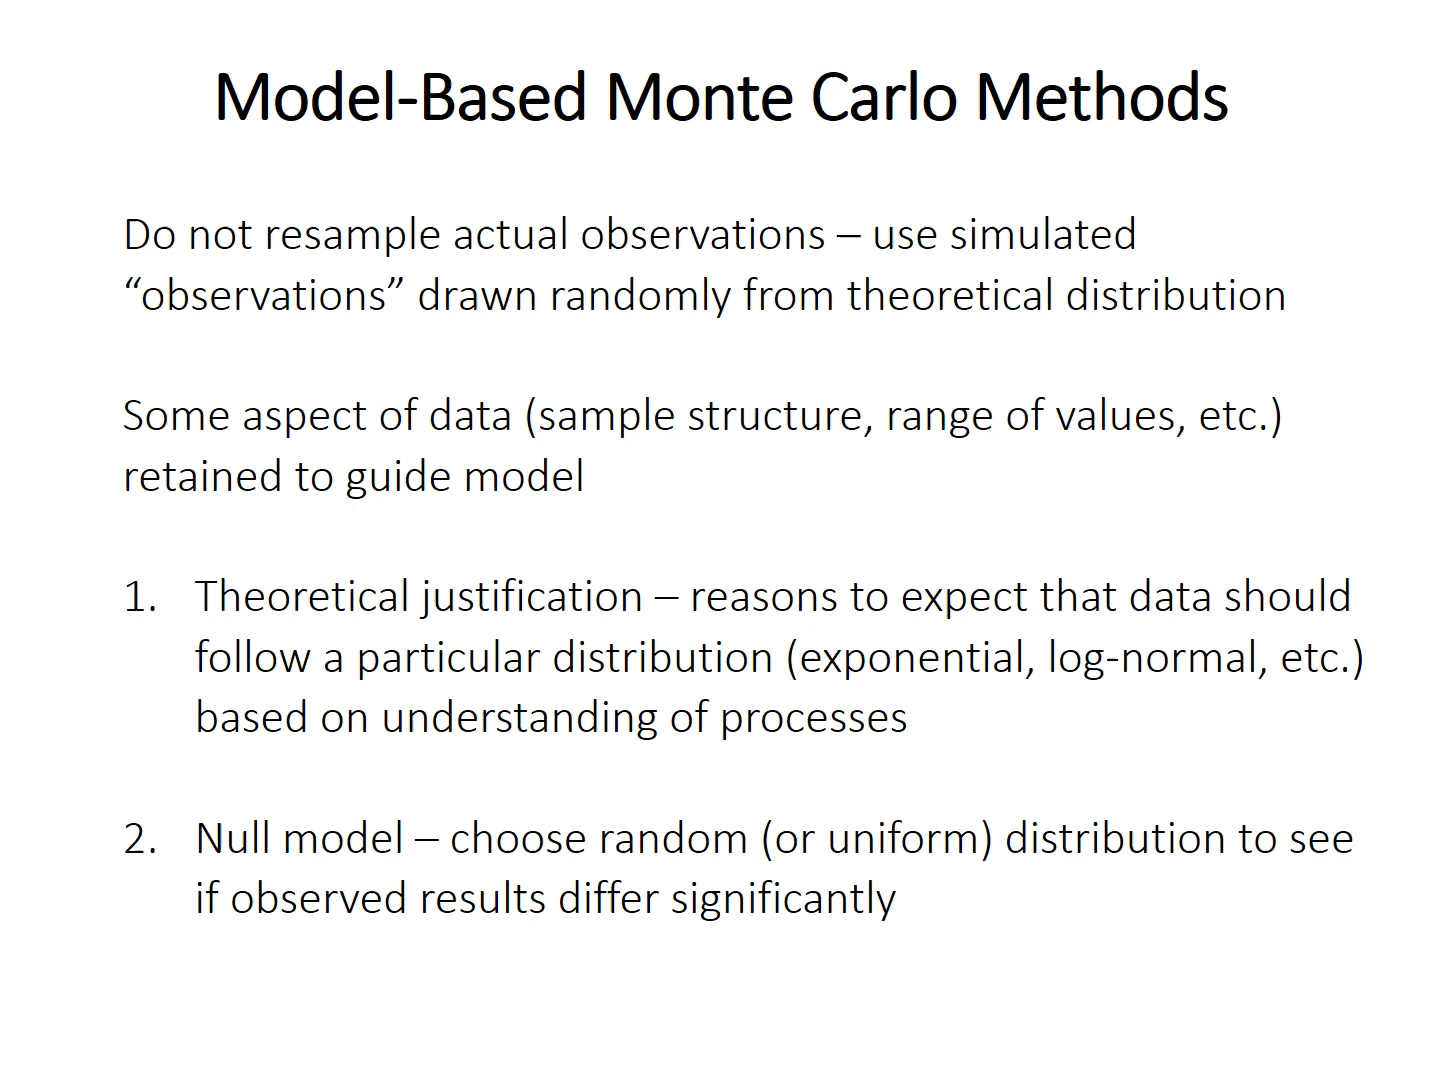 Model-Based Monte Carlo Methods
Do not resample actual observations – use simulated
“observations” drawn randomly from theoretical distribution
Some aspect of data (sample structure, range of values, etc.)
retained to guide model
1. Theoretical justification – reasons to expect that data should
follow a particular distribution (exponential, log-normal, etc.)
based on understanding of processes
2. Null model – choose random (or uniform) distribution to see
if observed results differ significantly